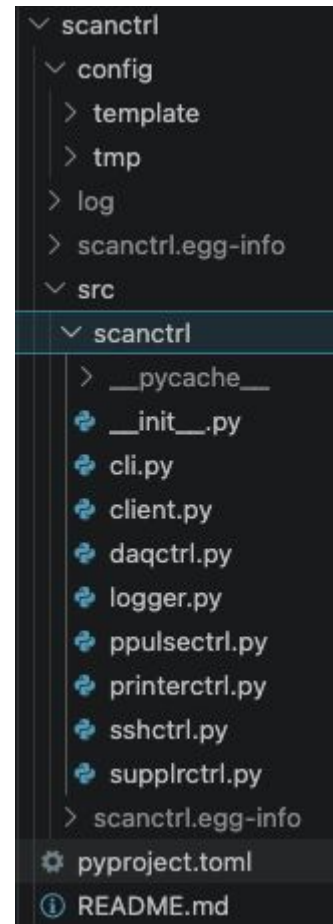 scanctrl
config
template
tmp
log
scanctrl.egg-info
src
scanctrl
__pycache__
__init__.py
cli.py
client.py
daqctrl.py
logger.py
ppulsectrl.py
printerctrl.py
sshctrl.py
supplrctrl.py
scanctrl.egg-info
pyproject.toml
README.md